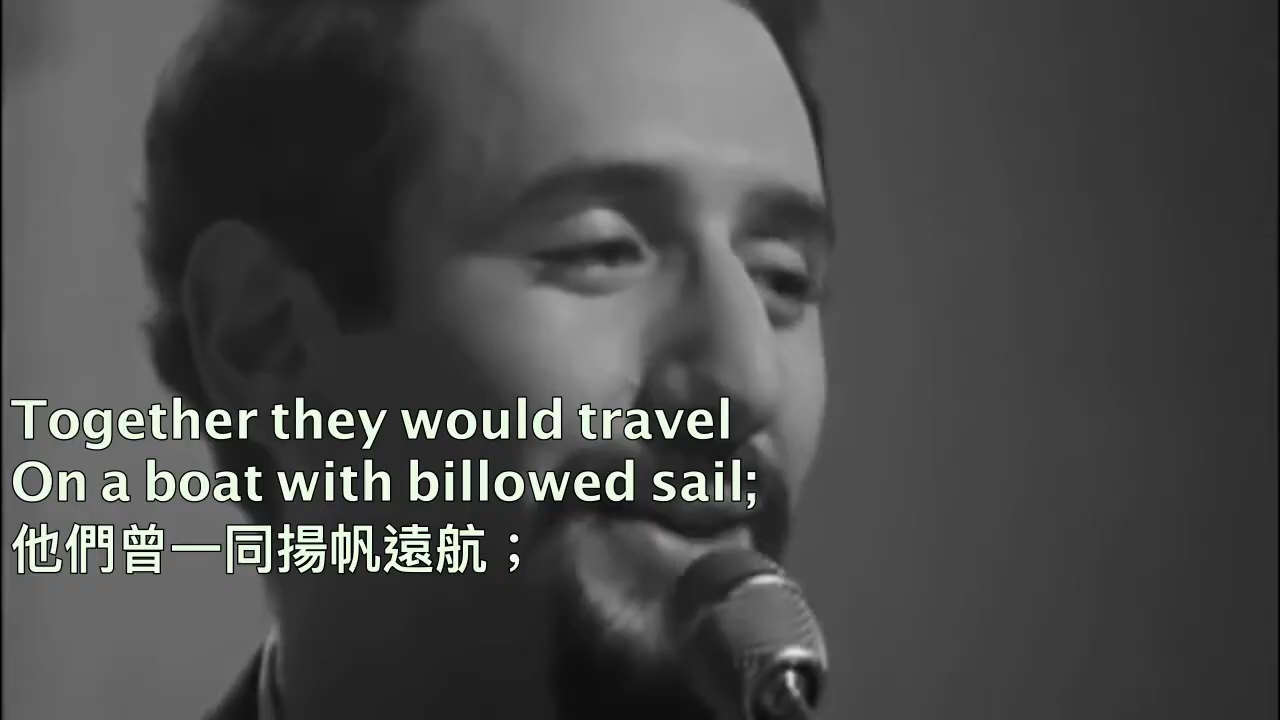 Together they would travel
On a boat with billowed sail;
他們曾一同揚帆遠航；